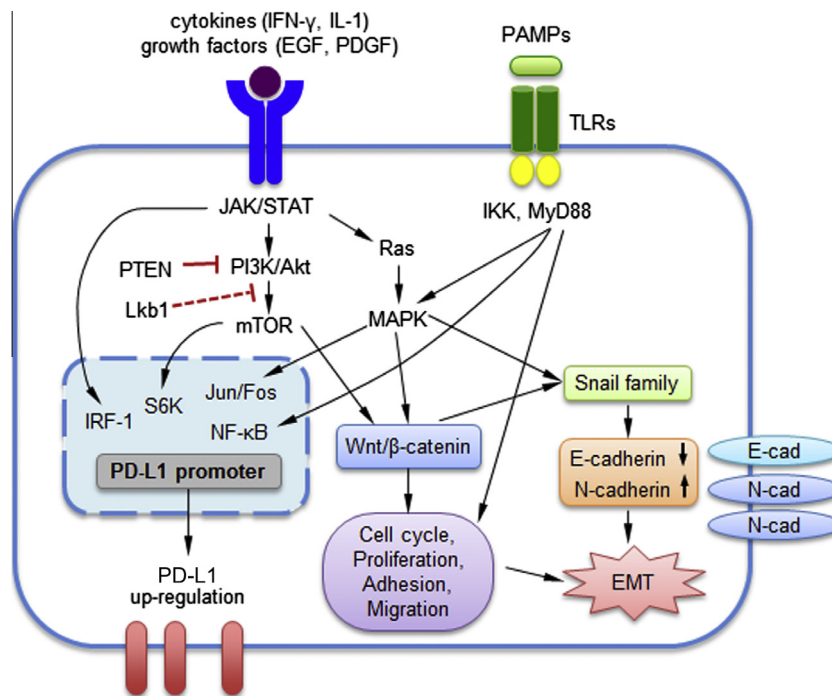 cytokines (IFN-γ, IL-1)
growth factors (EGF, PDGF)
PAMPs
TLRs
JAK/STAT
IKK, MyD88
Ras
PTEN
PI3K/Akt
Lkb1
mTOR
MAPK
Jun/Fos
S6K
IRF-1
NF-κB
PD-L1 promoter
Snail family
Wnt/β-catenin
E-cadherin
N-cadherin
E-cad
N-cad
N-cad
Cell cycle,
Proliferation,
Adhesion,
Migration
EMT
PD-L1
up-regulation